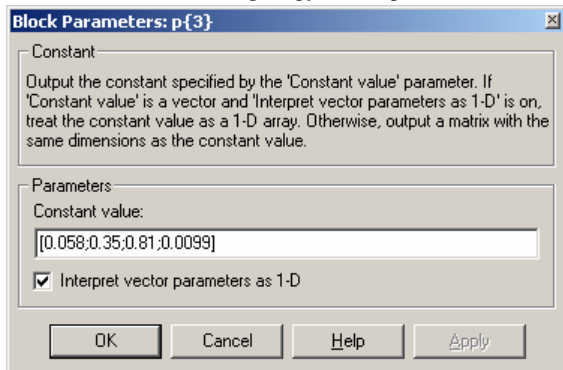 Block Parameters: p{3}
Constant
Output the constant specified by the 'Constant value' parameter. If
'Constant value' is a vector and 'Interpret vector parameters as 1-D' is on,
treat the constant value as a 1-D array. Otherwise, output a matrix with the
same dimensions as the constant value.
Parameters
Constant value:
[0.058;0.35;0.81;0.0099]
Interpret vector parameters as 1-D
OK Cancel Help Apply